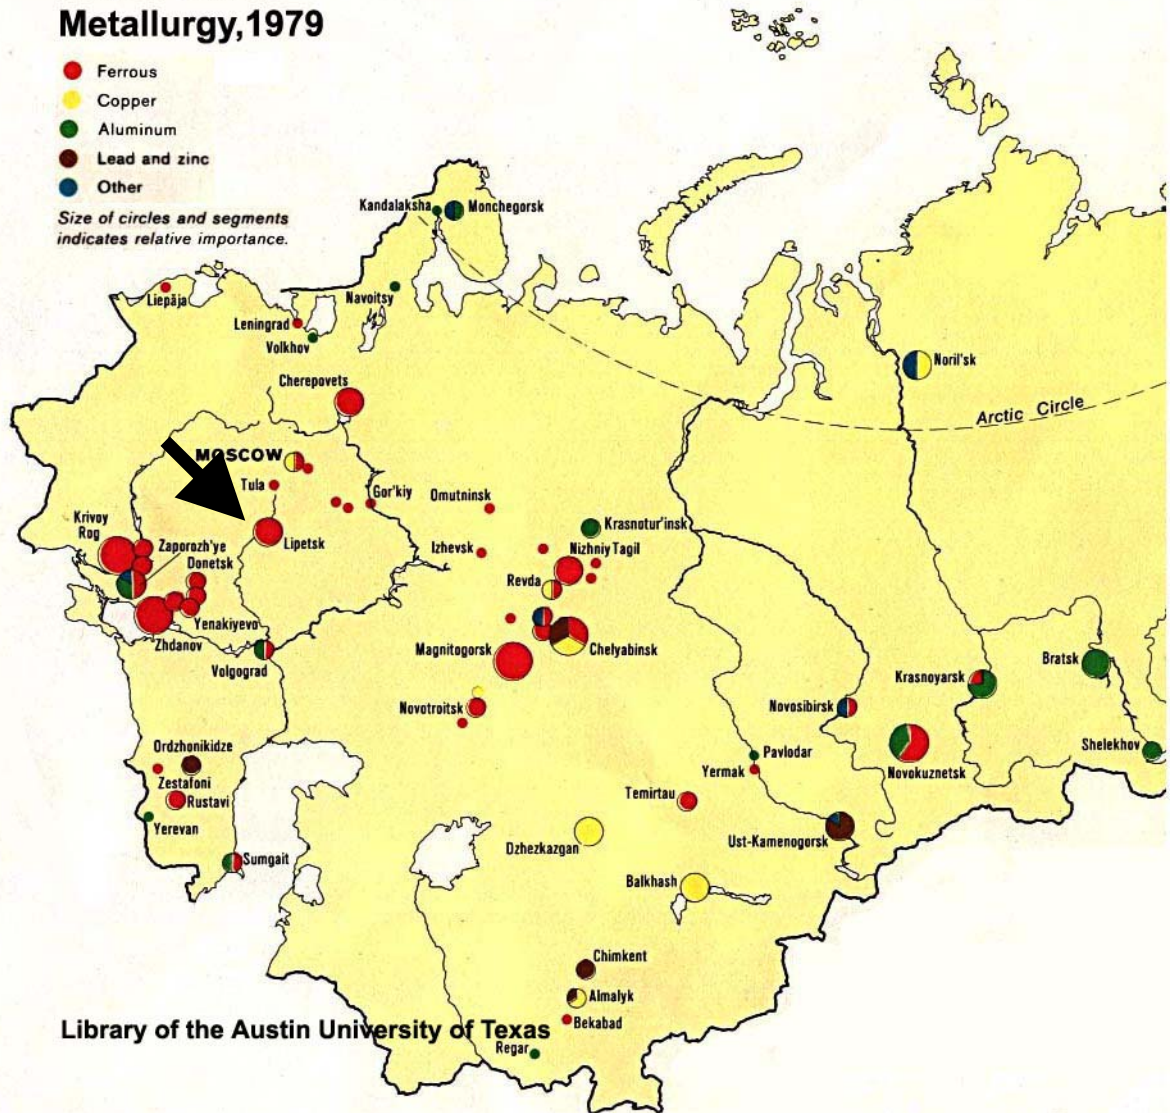 Metallurgy,1979
Ferrous
Copper
Aluminum
Lead and zinc
Other
Size of circles and segments
indicates relative importance.
Kandalaksha
Monchegorsk
Liepāja
Navoitsy
Leningrad
Volkhov
Noril'sk
Cherepovets
Arctic Circle
MOSCOW
Tula
Gor'kiy
Omutninsk
Krivoy
Rog
Lipetsk
Krasnotur'insk
Zaporozh'ye
Izhevsk
Nizhniy Tagil
Donetsk
Revda
Yenakiyevo
Zhdanov
Magnitogorsk
Chelyabinsk
Volgograd
Bratsk
Krasnoyarsk
Novotroitsk
Novosibirsk
Ordzhonikidze
Pavlodar
Shelekhov
Zestafoni
Yermak
Novokuznetsk
Rustavi
Temirtau
Yerevan
Ust-Kamenogorsk
Dzhezkazgan
Sumgait
Balkhash
Chimkent
Almalyk
Library of the Austin University of Texas
Bekabad
Regar